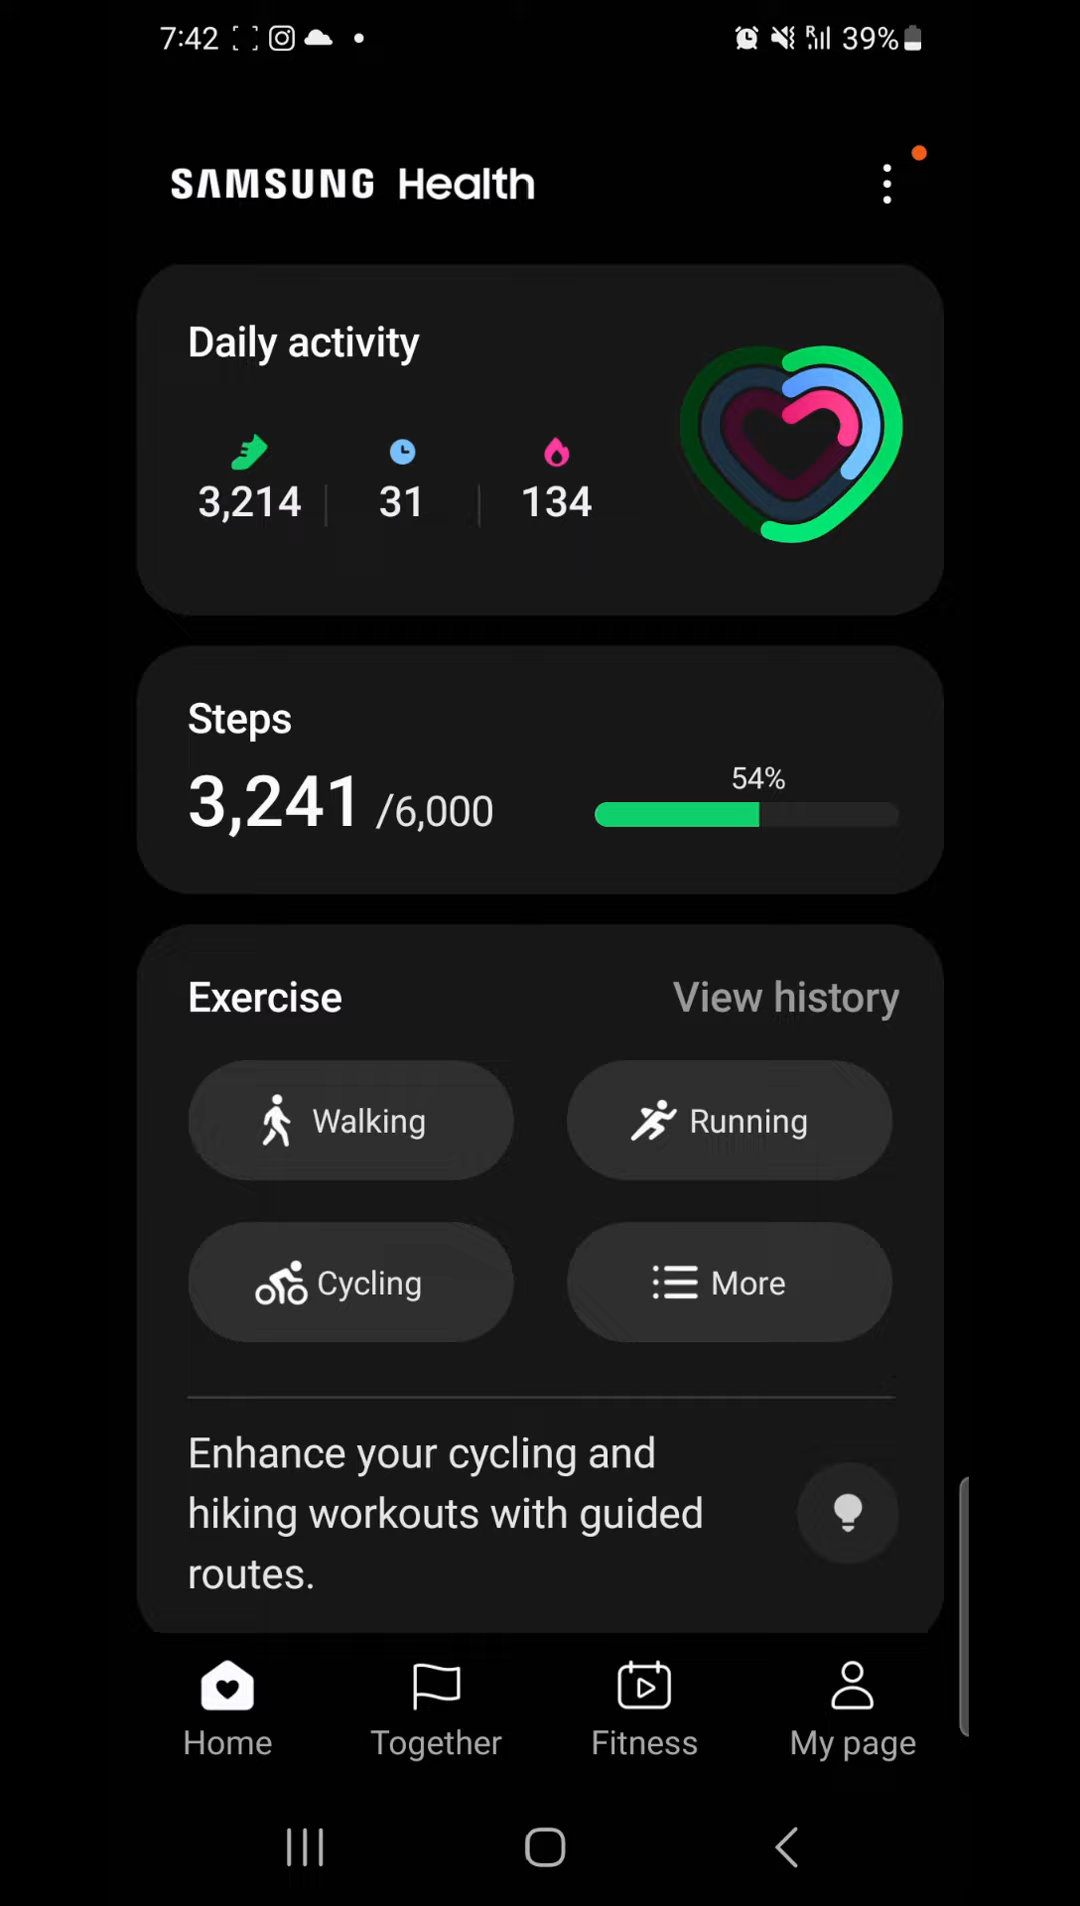 7:42 39%
SAMSUNG Health
Daily activity
3,214 31 134
Steps
54%
3,241 /6,000
Exercise View history
Walking Running
Cycling More
Enhance your cycling and
hiking workouts with guided
routes.
Home Together Fitness My page